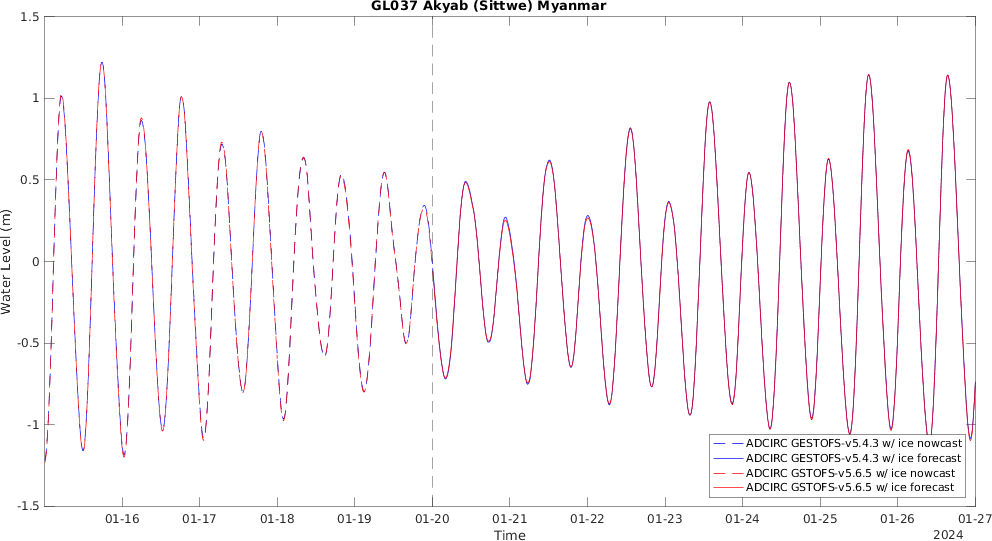 GL037 Akyab (Sittwe) Myanmar
1.5
1
0.5
0
-0.5
-1
-1.5
Water Level (m)
ADCIRC GESTOFS-v5.4.3 w/ ice nowcast
ADCIRC GESTOFS-v5.4.3 w/ ice forecast
ADCIRC GSTOFS-v5.6.5 w/ ice nowcast
ADCIRC GSTOFS-v5.6.5 w/ ice forecast
01-16 01-17 01-18 01-19 01-20 01-21 01-22 01-23 01-24 01-25 01-26 01-27
Time
2024